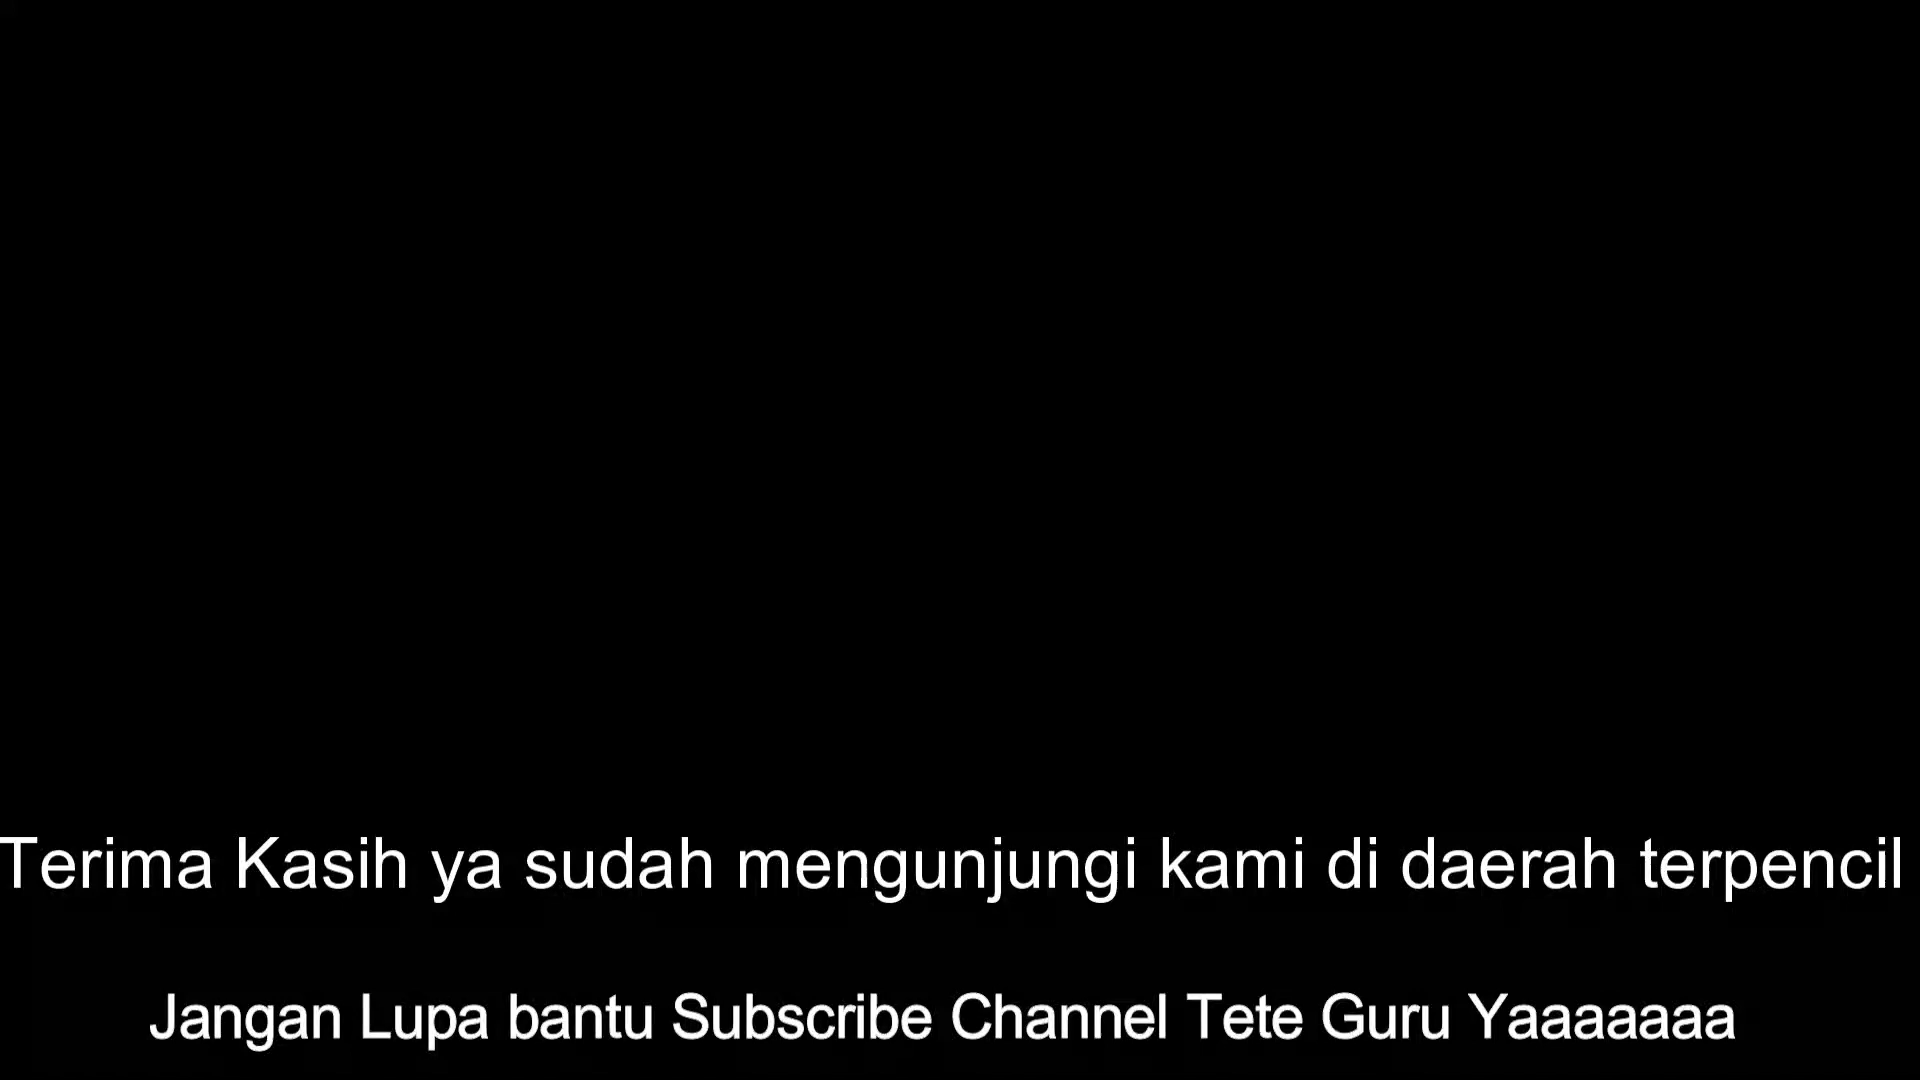 Terima Kasih ya sudah mengunjungi kami di daerah terpencil
Jangan Lupa bantu Subscribe Channel Tete Guru Yaaaaaaa